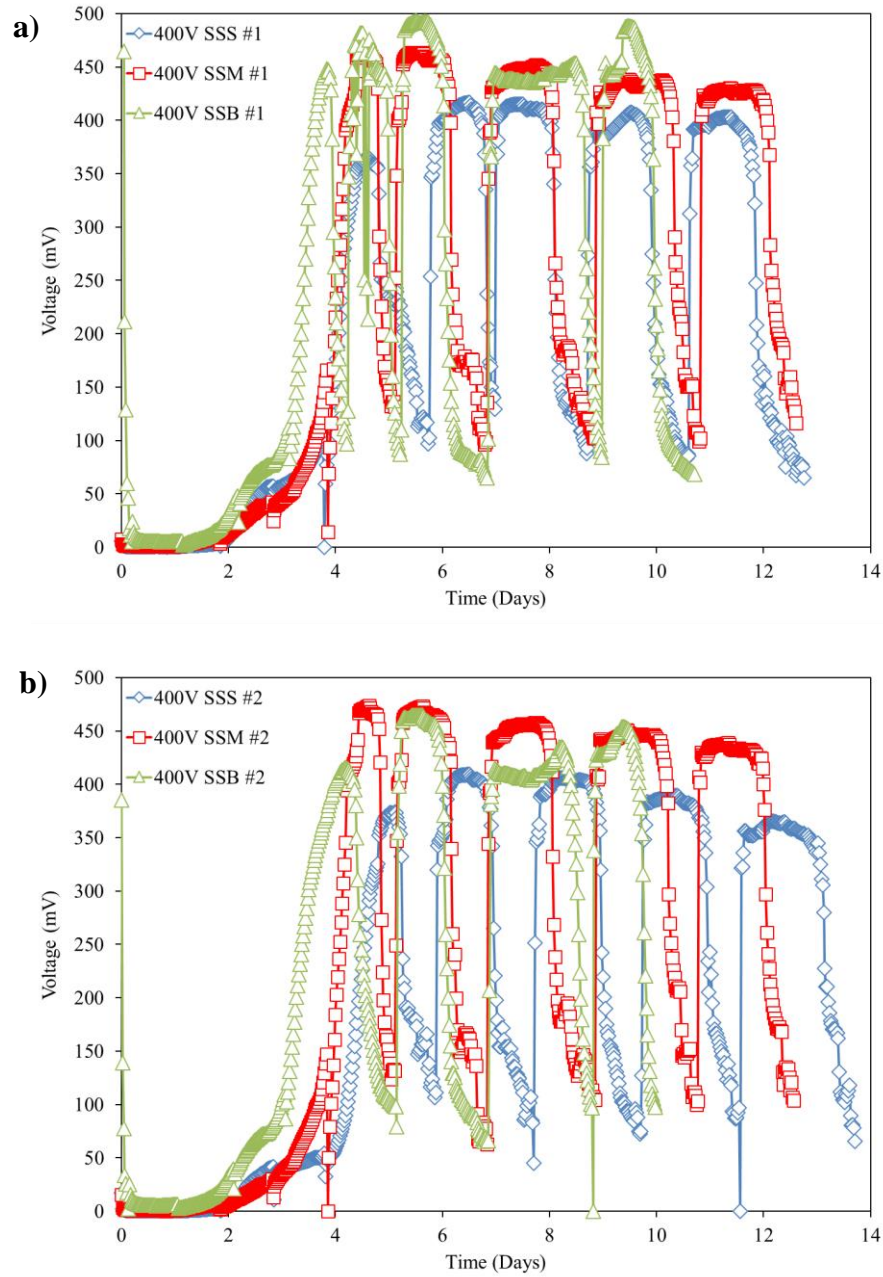 a)
500
450
400
350
300
250
200
150
100
50
0
Voltage (mV)
400V SSS #1
400V SSM #1
400V SSB #1
0 2 4 6 8 10 12 14
Time (Days)
b)
500
450
400
350
300
250
200
150
100
50
0
Voltage (mV)
400V SSS #2
400V SSM #2
400V SSB #2
0 2 4 6 8 10 12 14
Time (Days)